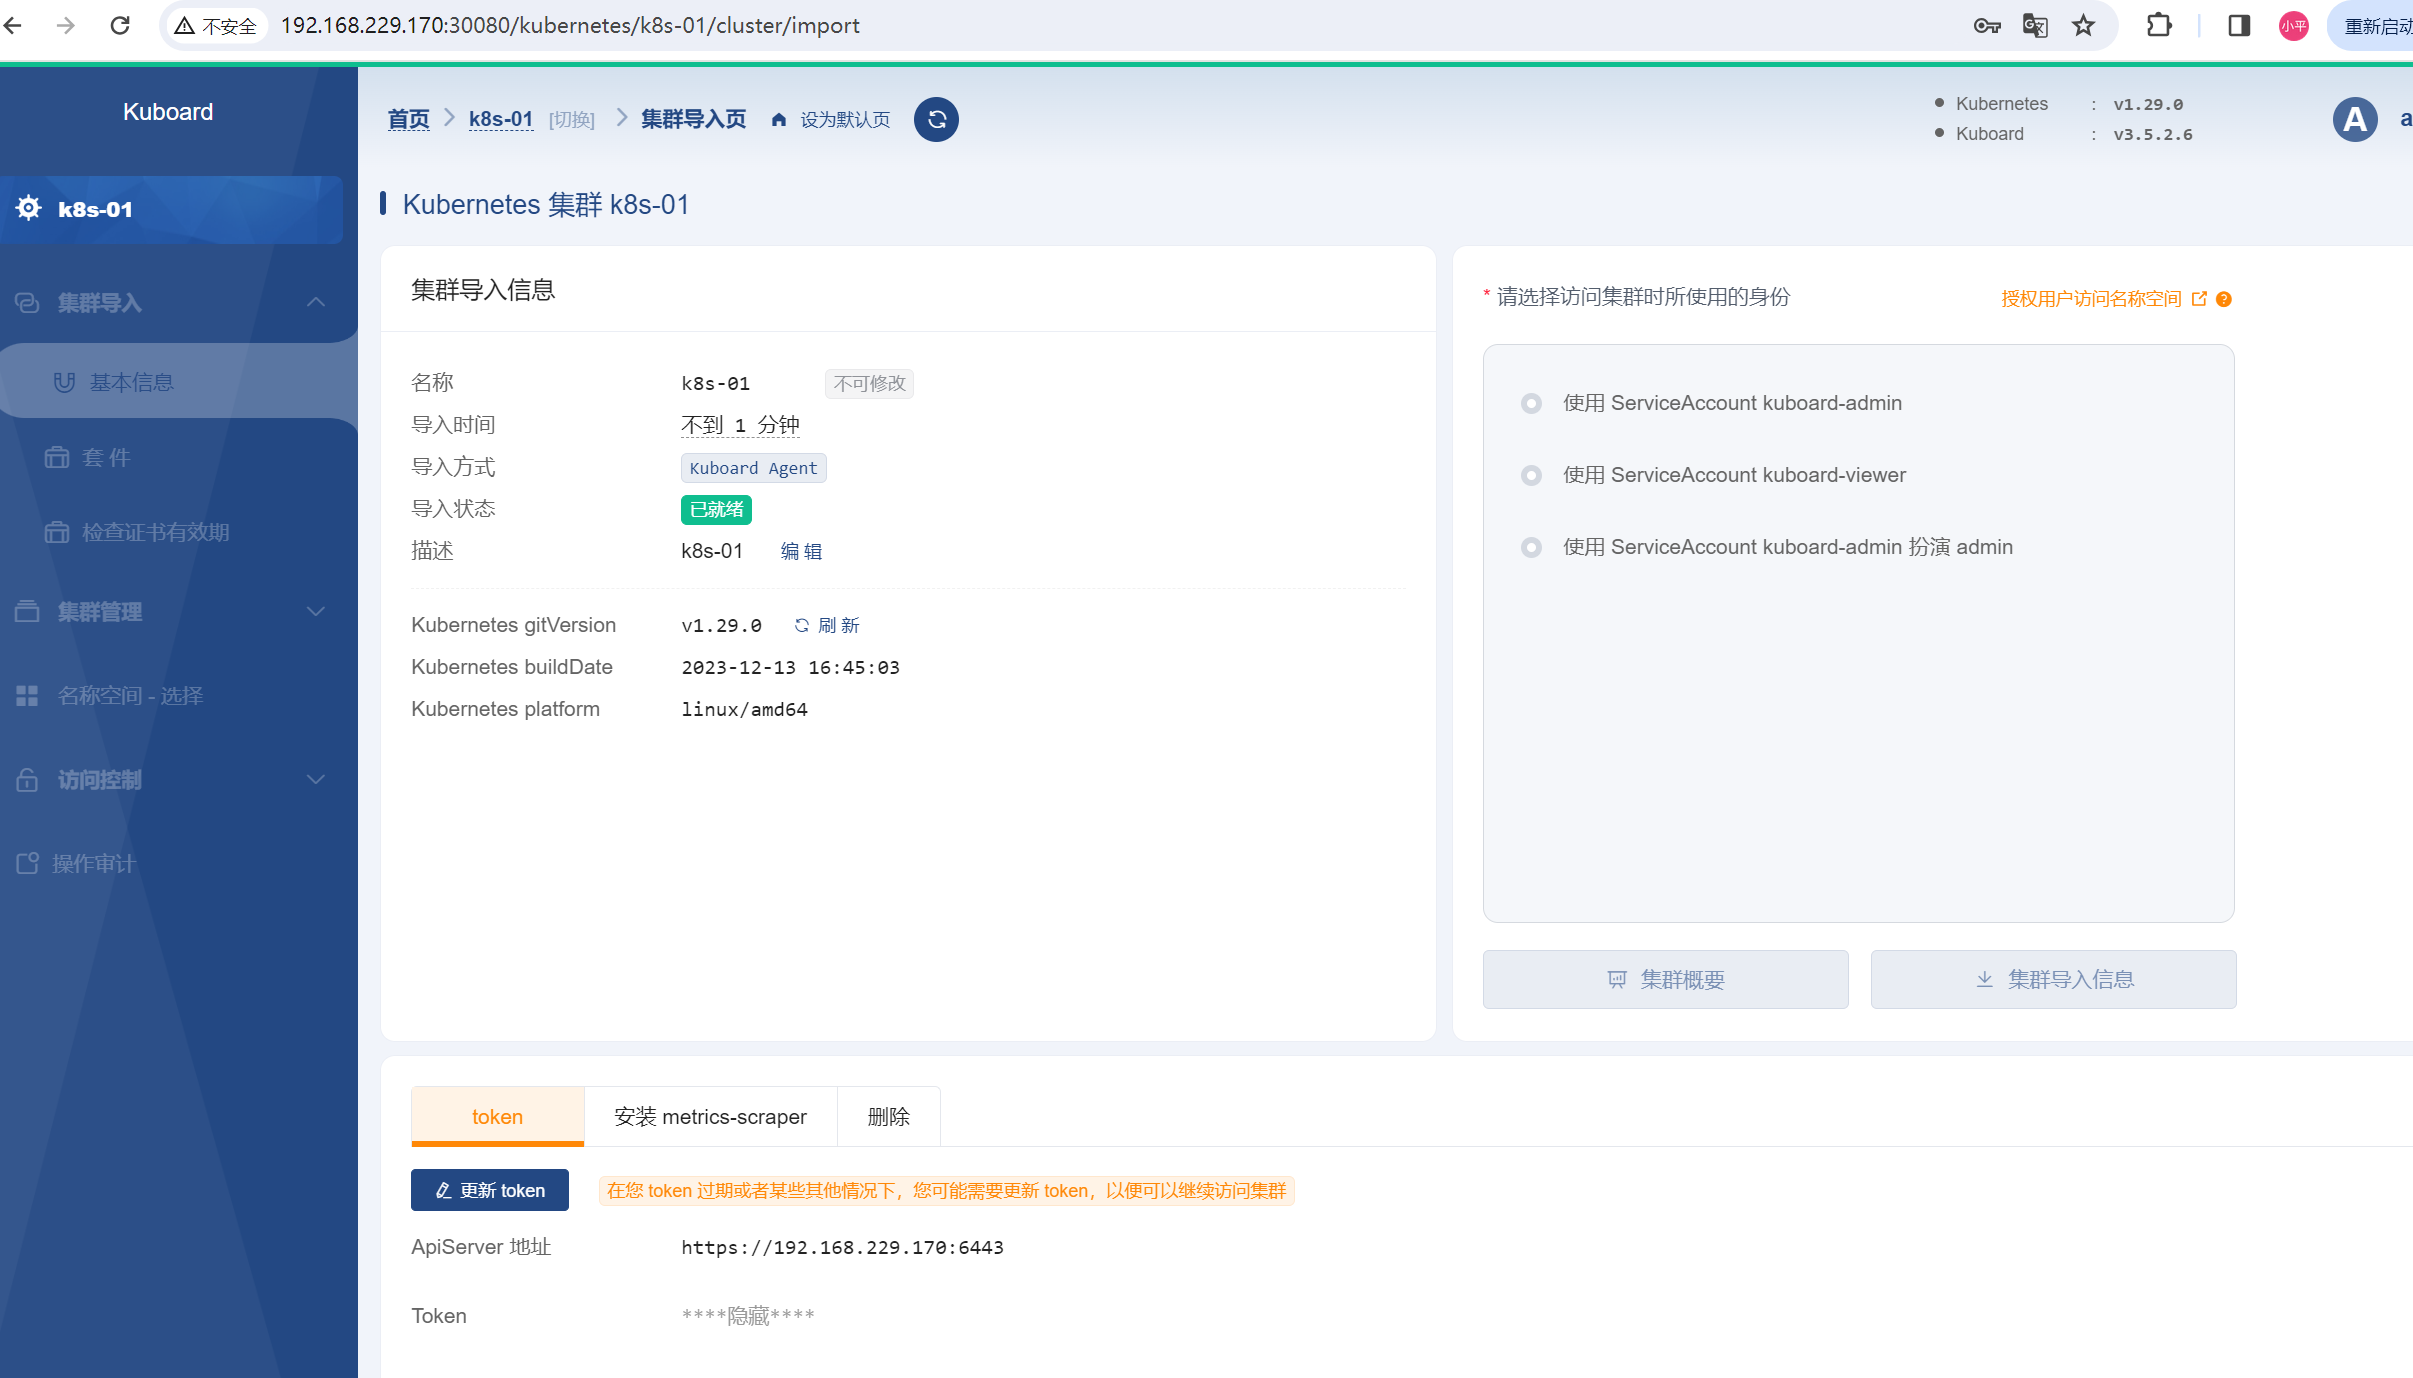 不安全 192.168.229.170:30080/kubernetes/k8s-01/cluster/import 小平 重新启动
Kuboard
k8s-01
集群导入
基本信息
套 件
检查证书有效期
集群管理
名称空间 - 选择
访问控制
操作审计
首页 k8s-01 [切换] 集群导入页 设为默认页
Kubernetes : v1.29.0
Kuboard : v3.5.2.6
A a
Kubernetes 集群 k8s-01
集群导入信息
名称 k8s-01 不可修改
导入时间 不到 1 分钟
导入方式 Kuboard Agent
导入状态 已就绪
描述 k8s-01 编 辑
Kubernetes gitVersion v1.29.0 刷 新
Kubernetes buildDate 2023-12-13 16:45:03
Kubernetes platform linux/amd64
* 请选择访问集群时所使用的身份 授权用户访问名称空间 ?
使用 ServiceAccount kuboard-admin
使用 ServiceAccount kuboard-viewer
使用 ServiceAccount kuboard-admin 扮演 admin
集群概要 集群导入信息
token 安装 metrics-scraper 删除
更新 token 在您 token 过期或者某些其他情况下，您可能需要更新 token，以便可以继续访问集群
ApiServer 地址 https://192.168.229.170:6443
Token ****隐藏****